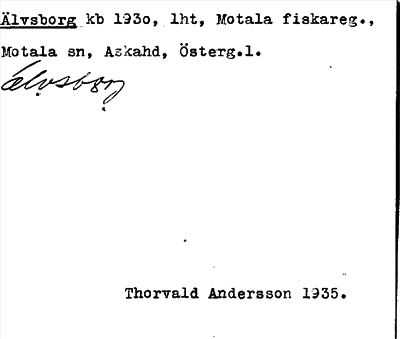 Älvsborg kb 193o, lht, Motala fiskareg.,
Motala sn, Askahd, Österg.l.
Älvsborg
Thorvald Andersson 1935.